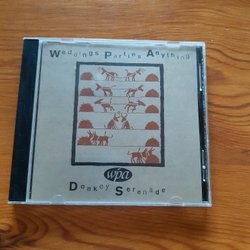 Weddings Parties Anything
wpa
Donkey Serenade